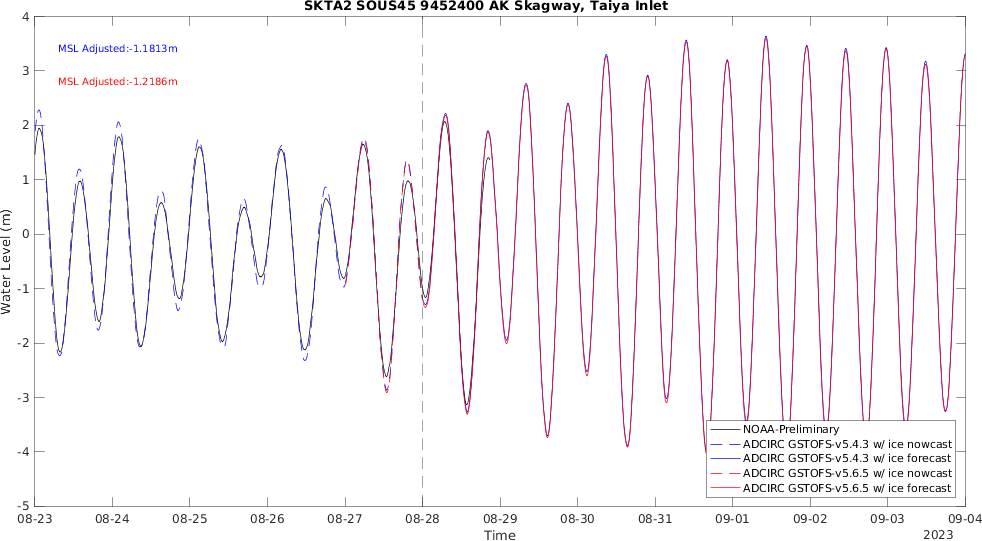 SKTA2 SOUS45 9452400 AK Skagway, Taiya Inlet
MSL Adjusted:-1.1813m
MSL Adjusted:-1.2186m
Water Level (m)
4
3
2
1
0
-1
-2
-3
-4
-5
NOAA-Preliminary
ADCIRC GSTOFS-v5.4.3 w/ ice nowcast
ADCIRC GSTOFS-v5.4.3 w/ ice forecast
ADCIRC GSTOFS-v5.6.5 w/ ice nowcast
ADCIRC GSTOFS-v5.6.5 w/ ice forecast
08-23 08-24 08-25 08-26 08-27 08-28 08-29 08-30 08-31 09-01 09-02 09-03 09-04
Time
2023